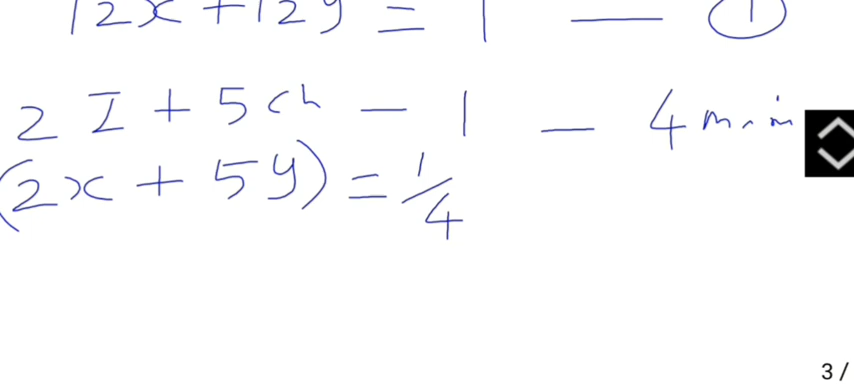 12x + 12y = 1 — ①
2 I + 5 ch — 1 — 4 min
(2x + 5y) = 1/4
3 /